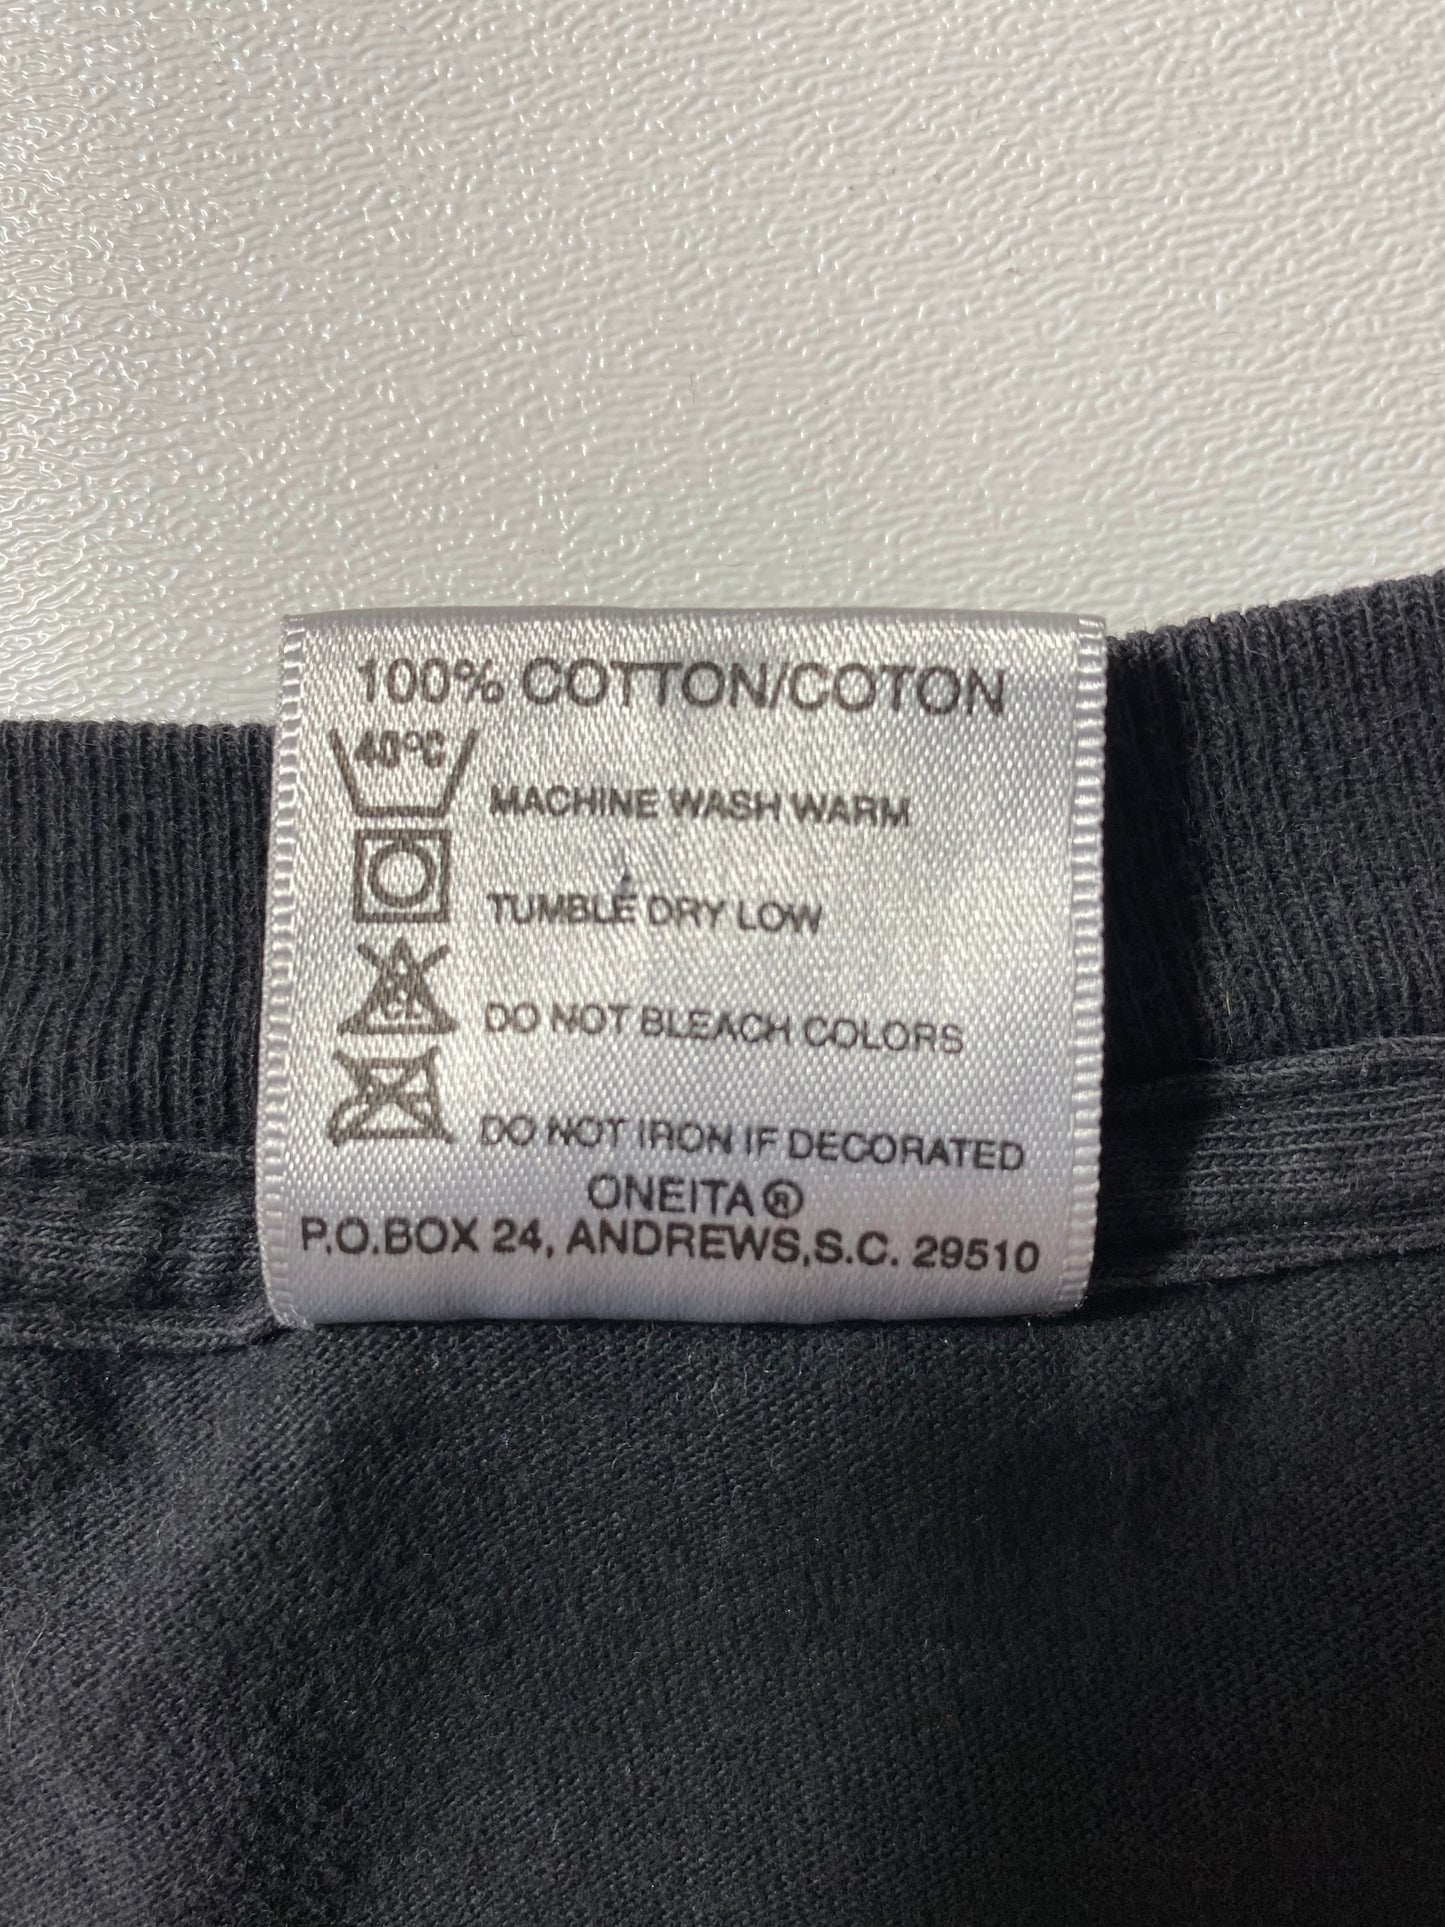 100% COTTON/COTON
40°C
MACHINE WASH WARM
TUMBLE DRY LOW
CL
DO NOT BLEACH COLORS
DO NOT IRON IF DECORATED
ONEITA®
P.O.BOX 24, ANDREWS,S.C. 29510